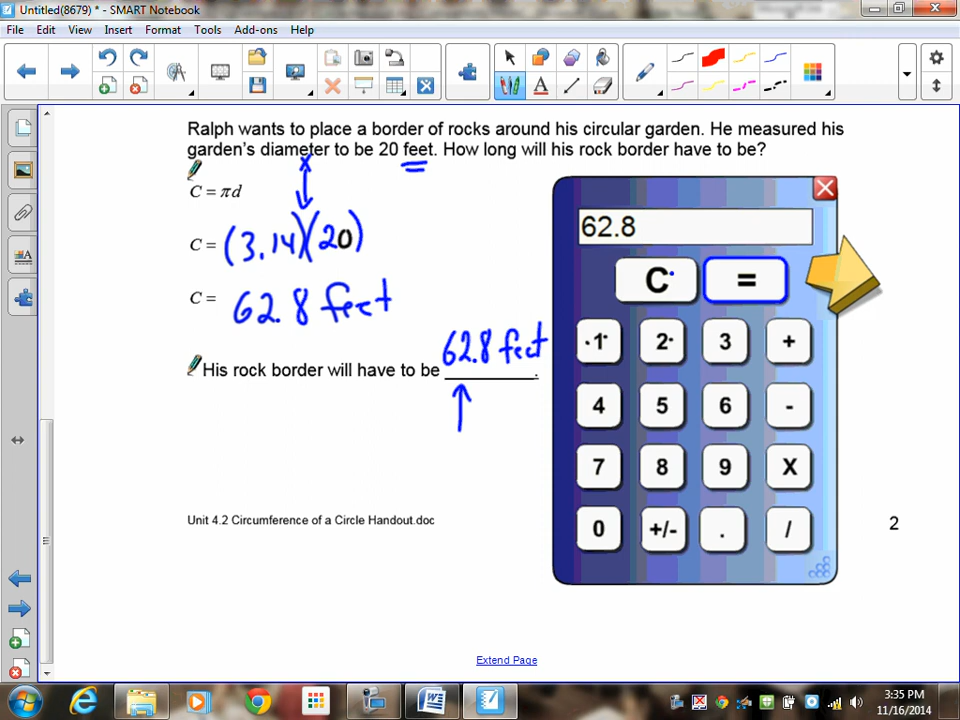 Untitled(8679) * - SMART Notebook
File Edit View Insert Format Tools Add-ons Help
Ralph wants to place a border of rocks around his circular garden. He measured his
garden's diameter to be 20 feet. How long will his rock border have to be?
C = πd
C = (3.14)(20)
C = 62.8 feet
His rock border will have to be 62.8 feet.
62.8
C =
1 2 3 +
4 5 6 -
7 8 9 X
0 +/- . /
Unit 4.2 Circumference of a Circle Handout.doc
2
Extend Page
3:35 PM
11/16/2014